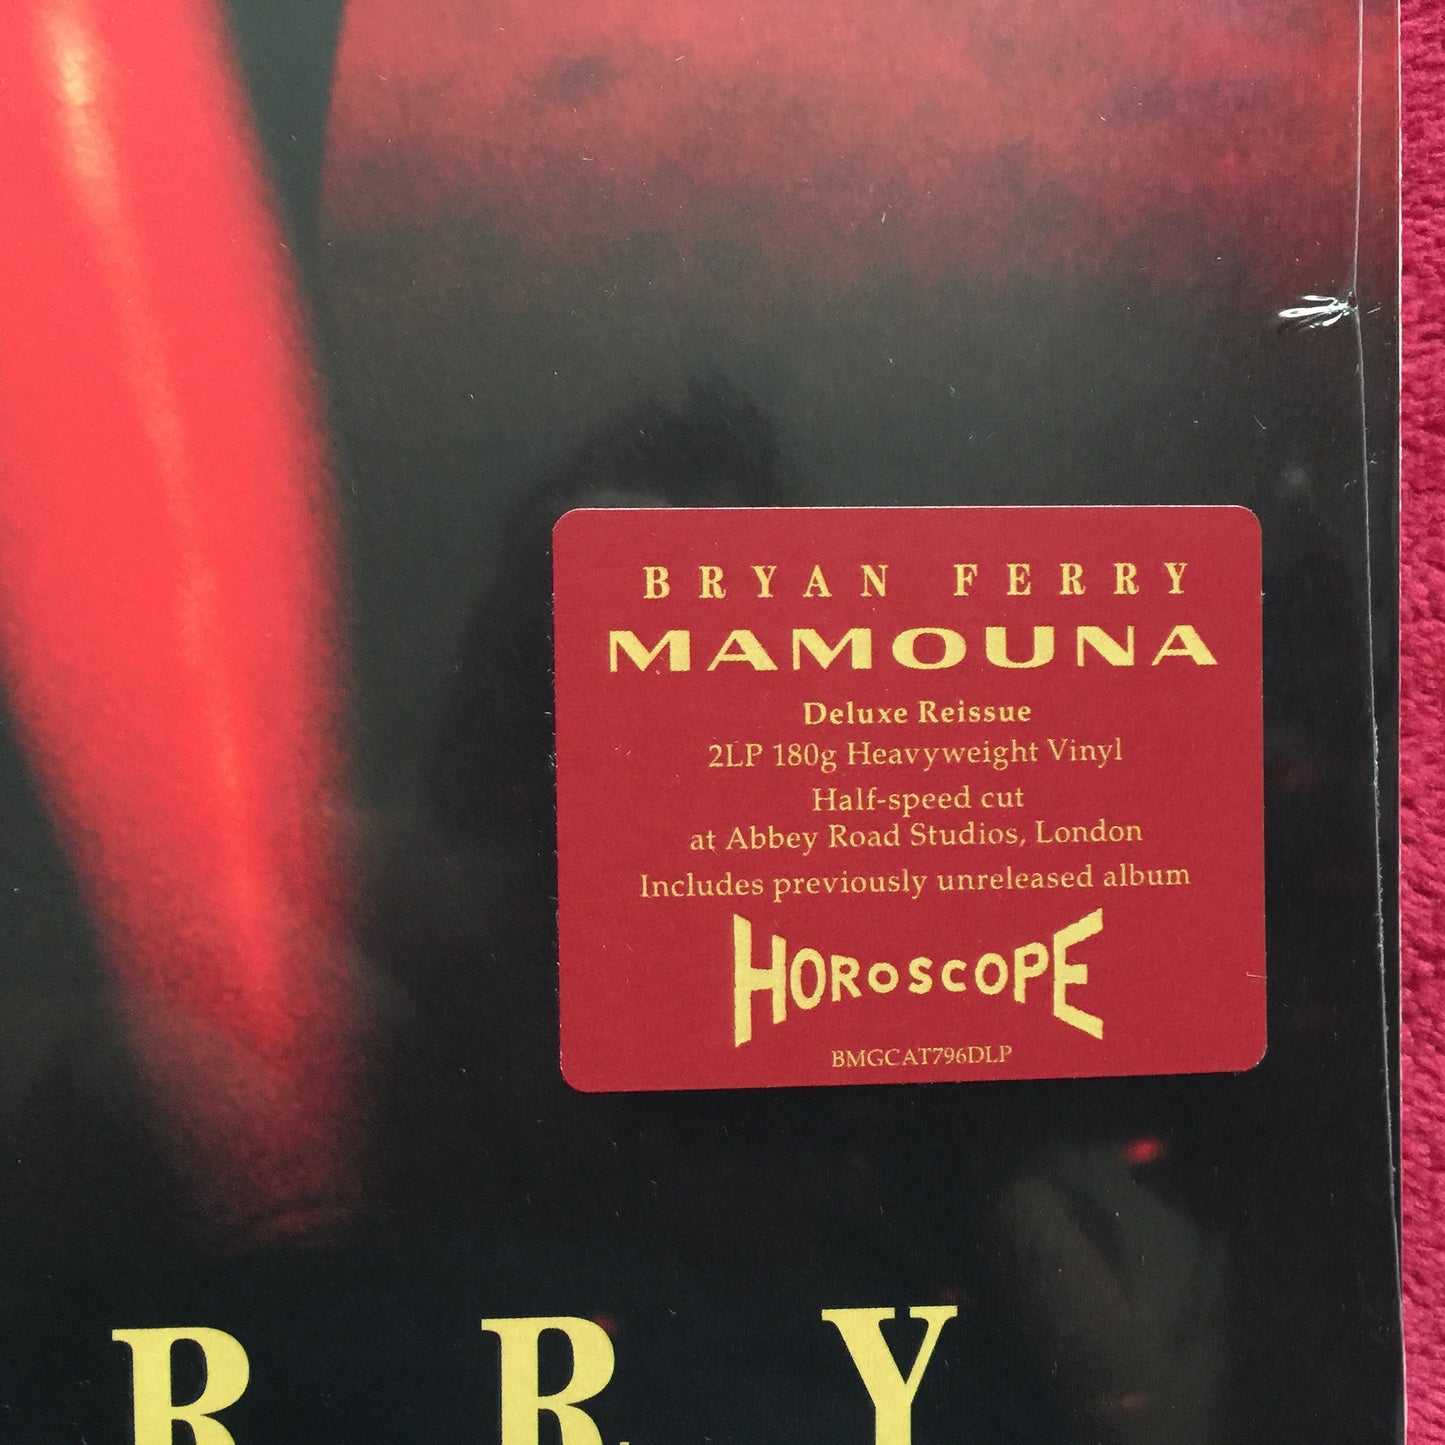 BRYAN FERRY
MAMOUNA
Deluxe Reissue
2LP 180g Heavyweight Vinyl
Half-speed cut
at Abbey Road Studios, London
Includes previously unreleased album
HOROSCOPE
BMGCAT796DLP
RRY